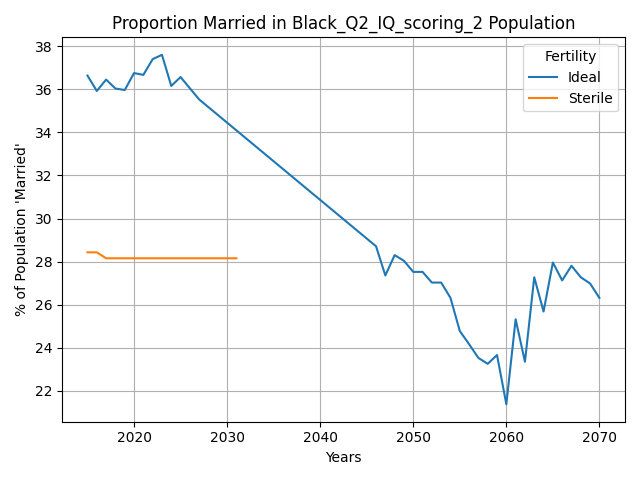 Proportion Married in Black_Q2_IQ_scoring_2 Population
% of Population 'Married'
38
36
34
32
30
28
26
24
22
Fertility
Ideal
Sterile
2020 2030 2040 2050 2060 2070
Years